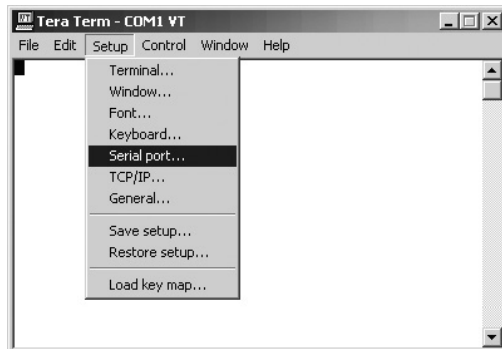 Tera Term - COM1 VT
File Edit Setup Control Window Help
Terminal...
Window...
Font...
Keyboard...
Serial port...
TCP/IP...
General...
Save setup...
Restore setup...
Load key map...